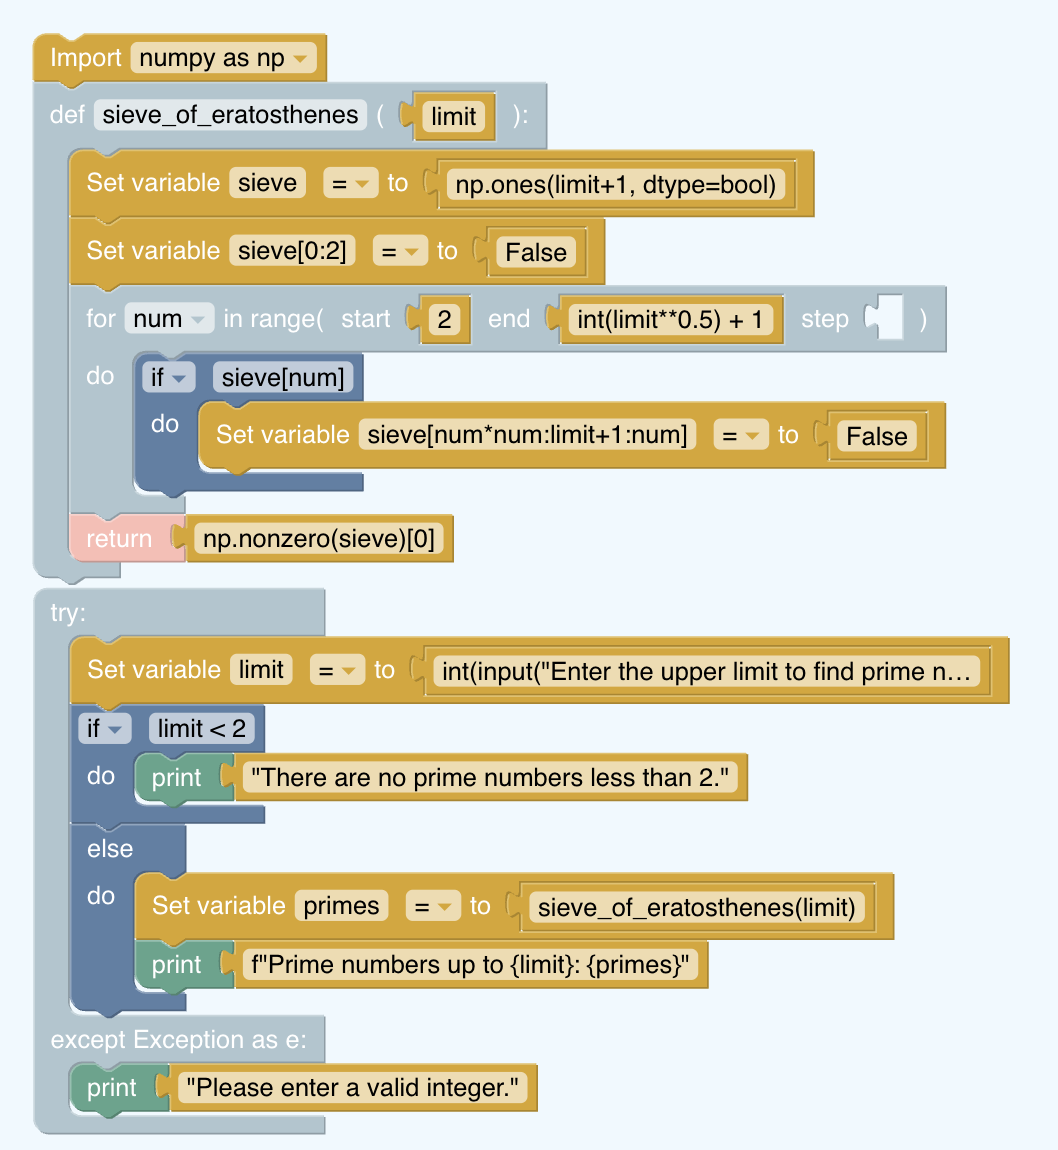 Import numpy as np
def sieve_of_eratosthenes ( limit ):
Set variable sieve = to np.ones(limit+1, dtype=bool)
Set variable sieve[0:2] = to False
for num in range( start 2 end int(limit**0.5) + 1 step )
do if sieve[num]
do Set variable sieve[num*num:limit+1:num] = to False
return np.nonzero(sieve)[0]
try:
Set variable limit = to int(input("Enter the upper limit to find prime n...
if limit < 2
do print "There are no prime numbers less than 2."
else
do Set variable primes = to sieve_of_eratosthenes(limit)
print f"Prime numbers up to {limit}: {primes}"
except Exception as e:
print "Please enter a valid integer."